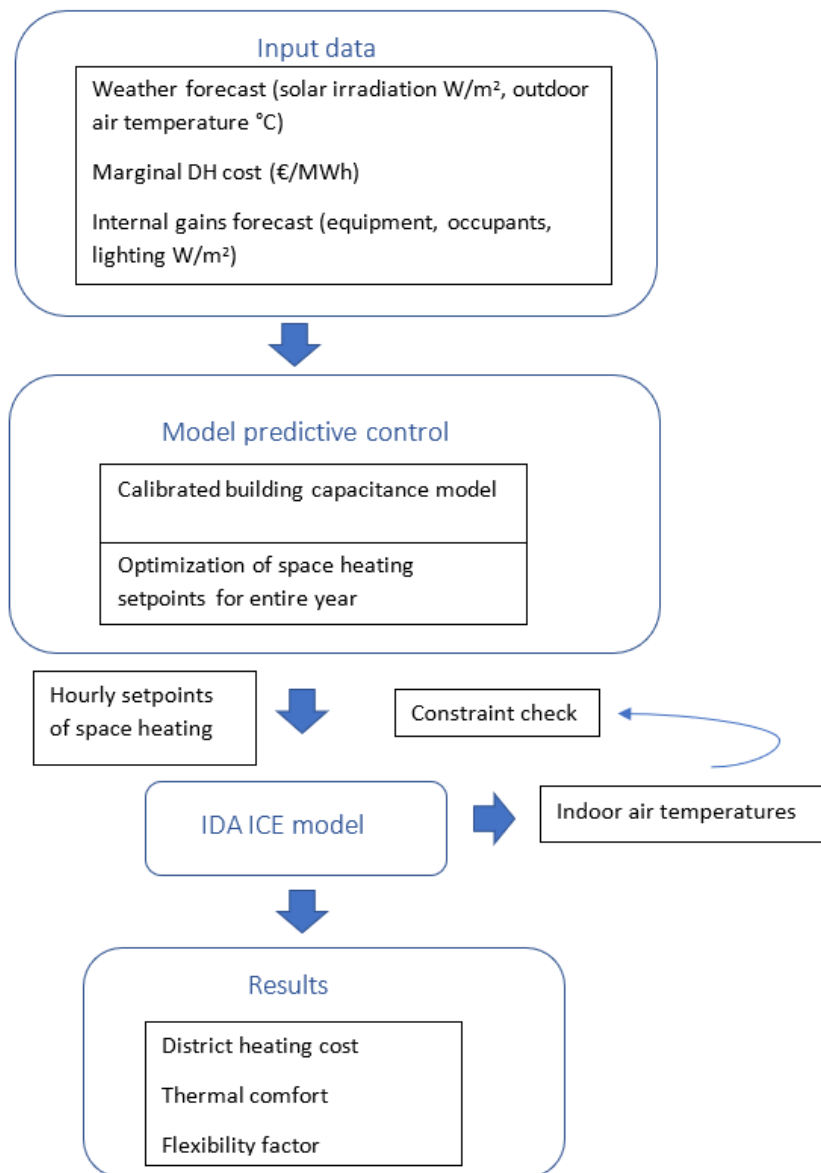 Input data
Weather forecast (solar irradiation W/m², outdoor
air temperature °C)
Marginal DH cost (€/MWh)
Internal gains forecast (equipment, occupants,
lighting W/m²)
Model predictive control
Calibrated building capacitance model
Optimization of space heating
setpoints for entire year
Hourly setpoints
of space heating
Constraint check
IDA ICE model
Indoor air temperatures
Results
District heating cost
Thermal comfort
Flexibility factor